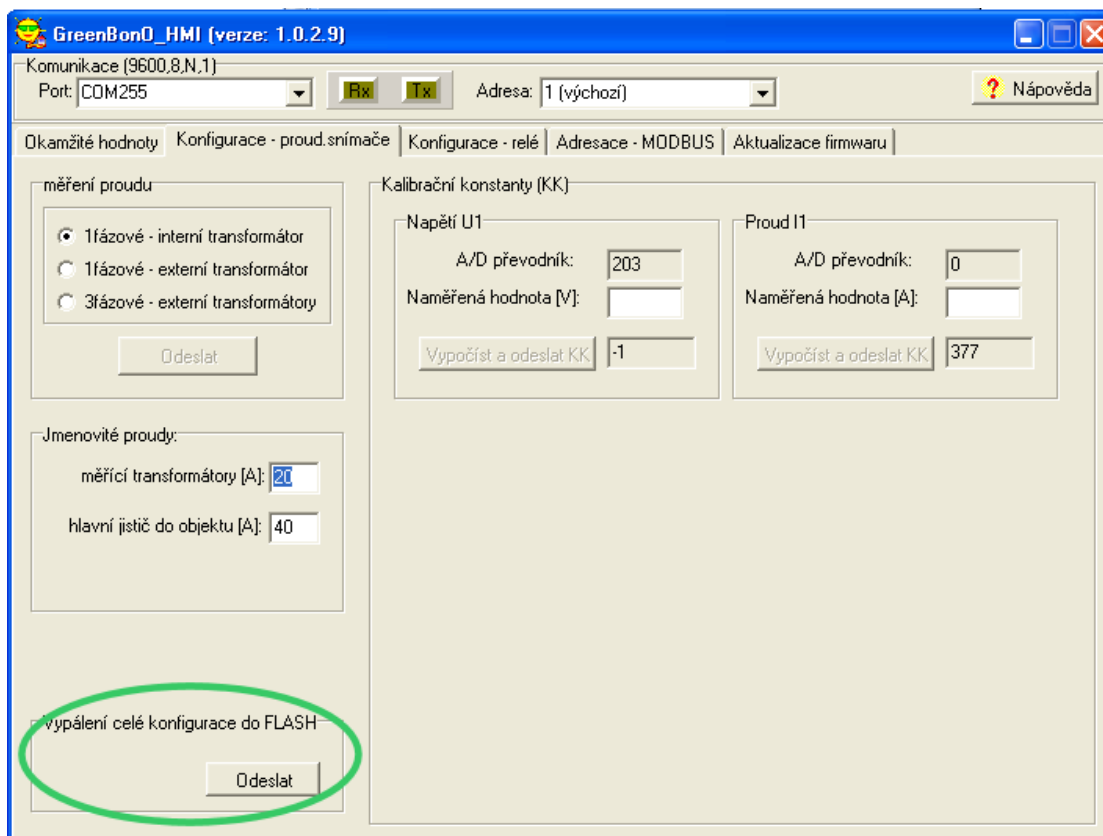 GreenBonO_HMI (verze: 1.0.2.9)
Komunikace (9600,8,N,1)
Port: COM255 Rx Tx Adresa: 1 (výchozí) ? Nápověda
Okamžité hodnoty Konfigurace - proud.snímače Konfigurace - relé Adresace - MODBUS Aktualizace firmwaru
měření proudu
1fázové - interní transformátor
1fázové - externí transformátor
3fázové - externí transformátory
Odeslat
Kalibrační konstanty (KK)
Napětí U1
A/D převodník: 203
Naměřená hodnota [V]:
Vypočíst a odeslat KK -1
Proud I1
A/D převodník: 0
Naměřená hodnota [A]:
Vypočíst a odeslat KK 377
Jmenovité proudy:
měřící transformátory [A]: 20
hlavní jistič do objektu [A]: 40
Vypálení celé konfigurace do FLASH
Odeslat